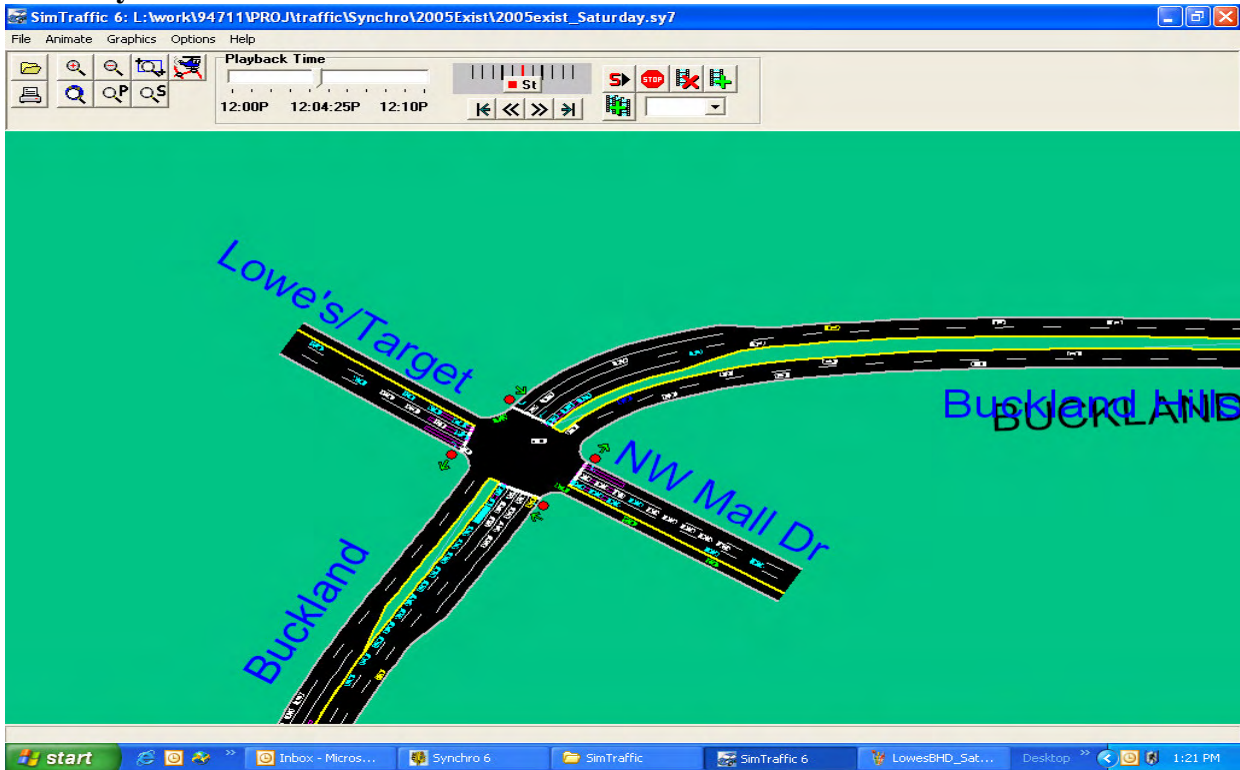 SimTraffic 6: L:\work\94711\PROJ\traffic\Synchro\2005Exist\2005exist_Saturday.sy7
File Animate Graphics Options Help
Playback Time
12:00P 12:04:25P 12:10P
St
P S
S STOP
Lowe's/Target
NW Mall Dr
Buckland
Buckland Hills
BUCKLAND
start
Inbox - Micros...
Synchro 6
SimTraffic
SimTraffic 6
LowesBHD_Sat...
Desktop
1:21 PM